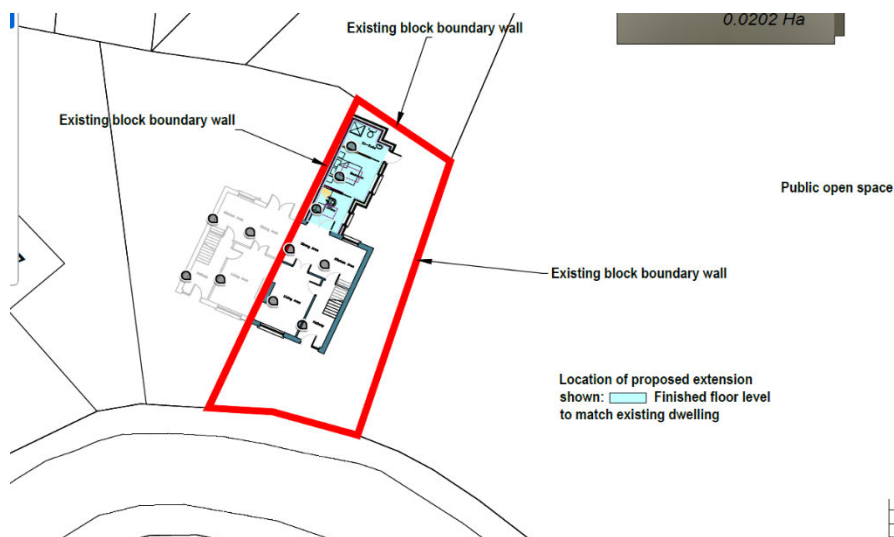 0.0202 Ha
Existing block boundary wall
Existing block boundary wall
Public open space
Existing block boundary wall
Location of proposed extension
shown: Finished floor level
to match existing dwelling